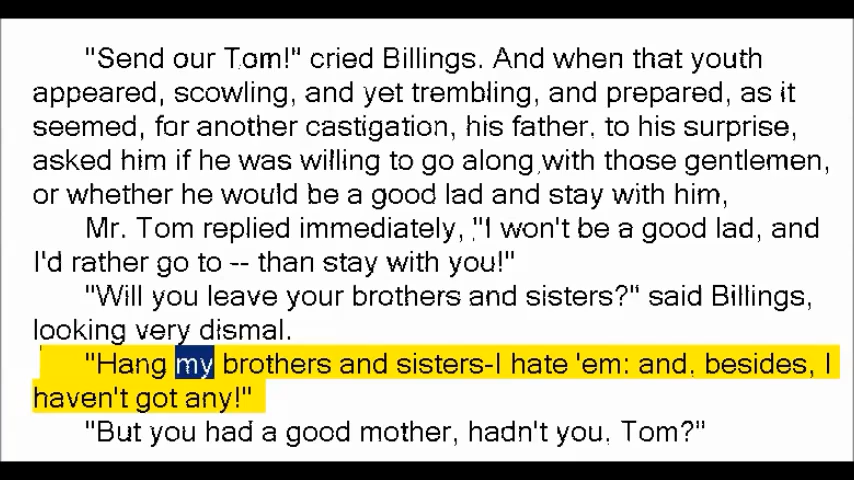 "Send our Tom!" cried Billings. And when that youth
appeared, scowling, and yet trembling, and prepared, as it
seemed, for another castigation, his father, to his surprise,
asked him if he was willing to go along with those gentlemen,
or whether he would be a good lad and stay with him,
Mr. Tom replied immediately, "I won't be a good lad, and
I'd rather go to -- than stay with you!"
"Will you leave your brothers and sisters?" said Billings,
looking very dismal.
"Hang my brothers and sisters-I hate 'em: and, besides, I
haven't got any!"
"But you had a good mother, hadn't you, Tom?"